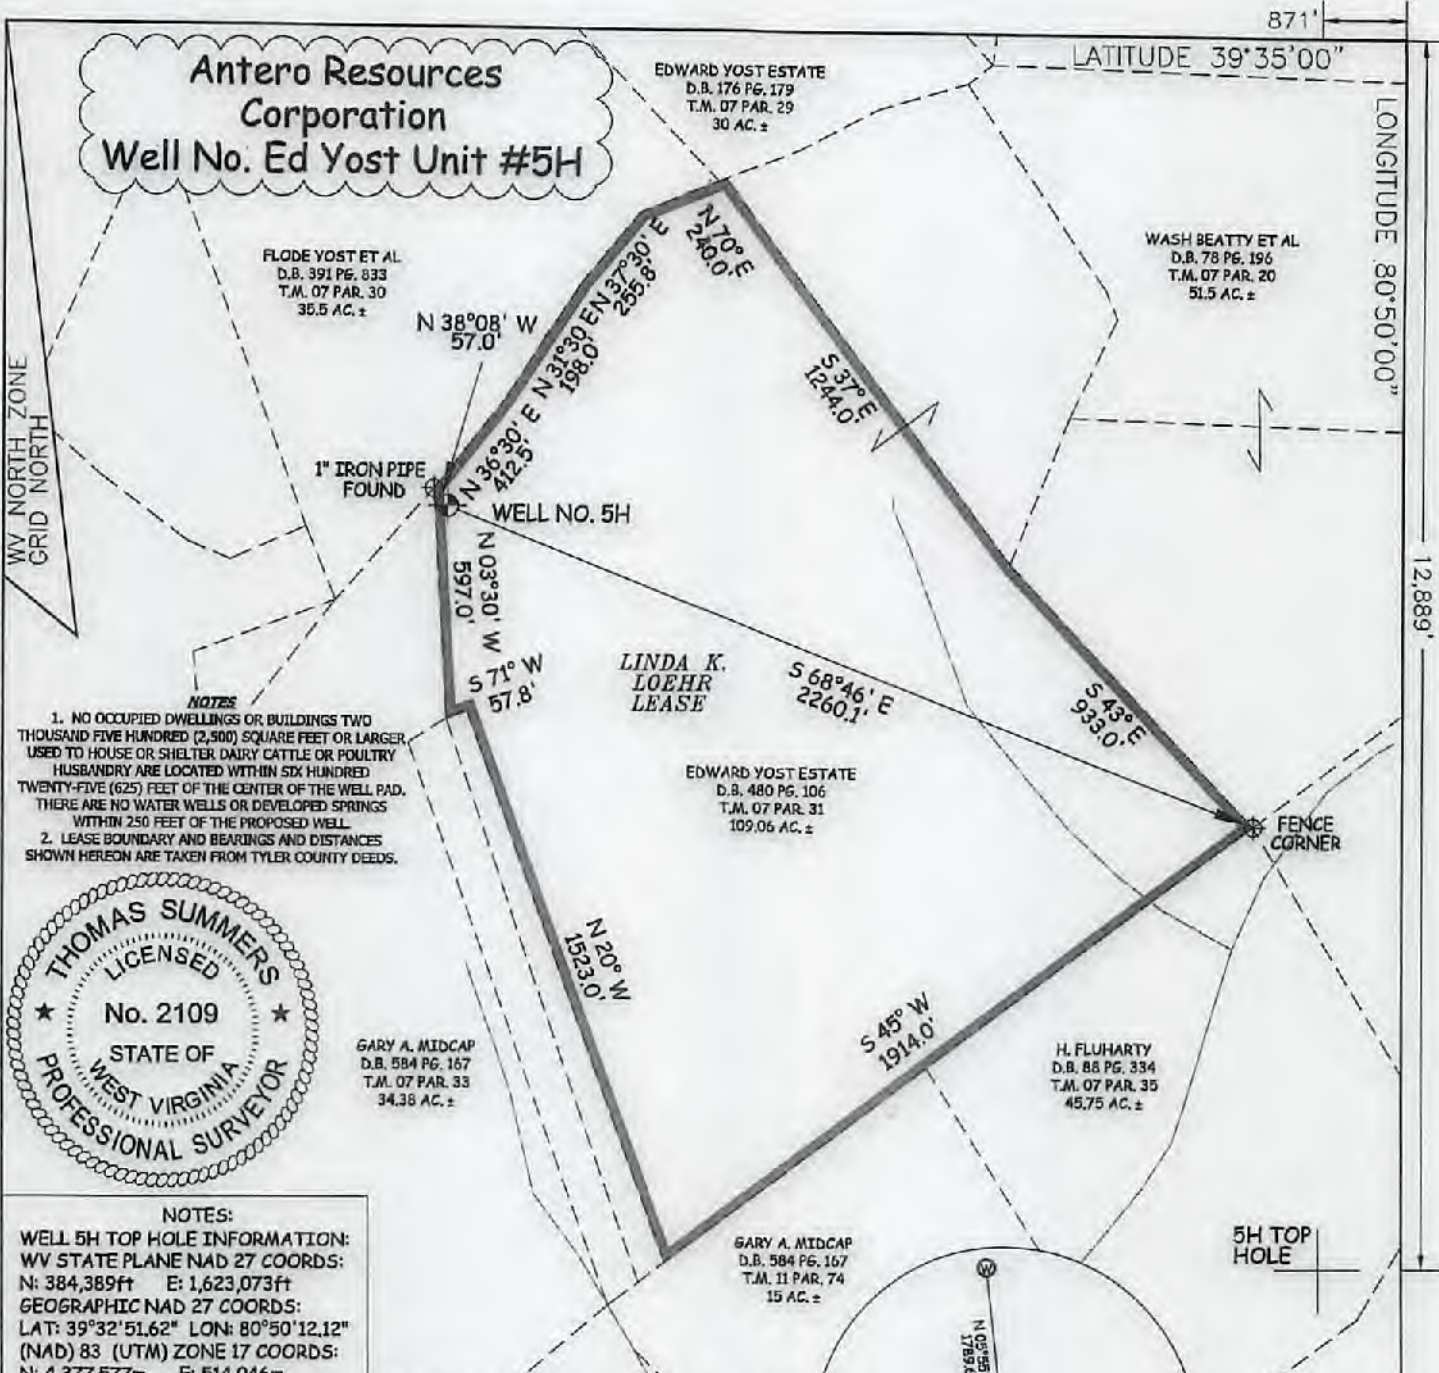 871'
LATITUDE 39°35'00"
LONGITUDE 80°50'00"
12,889'
Antero Resources
Corporation
Well No. Ed Yost Unit #5H
EDWARD YOST ESTATE
D.B. 176 PG. 179
T.M. 07 PAR. 29
30 AC. ±
FLODE YOST ET AL
D.B. 391 PG. 833
T.M. 07 PAR. 30
35.5 AC. ±
WASH BEATTY ET AL
D.B. 78 PG. 196
T.M. 07 PAR. 20
51.5 AC. ±
N 70° E
240.0'
N 37°30' E
255.8'
N 31°30 E
198.0'
N 36°30' E
412.5'
N 38°08' W
57.0'
S 37° E
1244.0'
WV NORTH ZONE
GRID NORTH
1" IRON PIPE
FOUND
WELL NO. 5H
N 03°30' W
597.0'
S 71° W
57.8'
LINDA K.
LOEHR
LEASE
S 68°46' E
2260.1'
S 43° E
933.0'
EDWARD YOST ESTATE
D.B. 480 PG. 106
T.M. 07 PAR. 31
109.06 AC. ±
FENCE
CORNER
NOTES
1. NO OCCUPIED DWELLINGS OR BUILDINGS TWO
THOUSAND FIVE HUNDRED (2,500) SQUARE FEET OR LARGER
USED TO HOUSE OR SHELTER DAIRY CATTLE OR POULTRY
HUSBANDRY ARE LOCATED WITHIN SIX HUNDRED
TWENTY-FIVE (625) FEET OF THE CENTER OF THE WELL PAD.
THERE ARE NO WATER WELLS OR DEVELOPED SPRINGS
WITHIN 250 FEET OF THE PROPOSED WELL.
2. LEASE BOUNDARY AND BEARINGS AND DISTANCES
SHOWN HEREON ARE TAKEN FROM TYLER COUNTY DEEDS.
THOMAS SUMMERS
LICENSED
No. 2109
STATE OF
WEST VIRGINIA
PROFESSIONAL SURVEYOR
N 20° W
1523.0'
S 45° W
1914.0'
GARY A. MIDCAP
D.B. 584 PG. 167
T.M. 07 PAR. 33
34.38 AC. ±
H. FLUHARTY
D.B. 88 PG. 334
T.M. 07 PAR. 35
45.75 AC. ±
GARY A. MIDCAP
D.B. 584 PG. 167
T.M. 11 PAR. 74
15 AC. ±
5H TOP
HOLE
W
N 05°55'
NOTES:
WELL 5H TOP HOLE INFORMATION:
WV STATE PLANE NAD 27 COORDS:
N: 384,389ft E: 1,623,073ft
GEOGRAPHIC NAD 27 COORDS:
LAT: 39°32'51.62" LON: 80°50'12.12"
(NAD) 83 (UTM) ZONE 17 COORDS:
N: 4,377,577m E: 514,046m